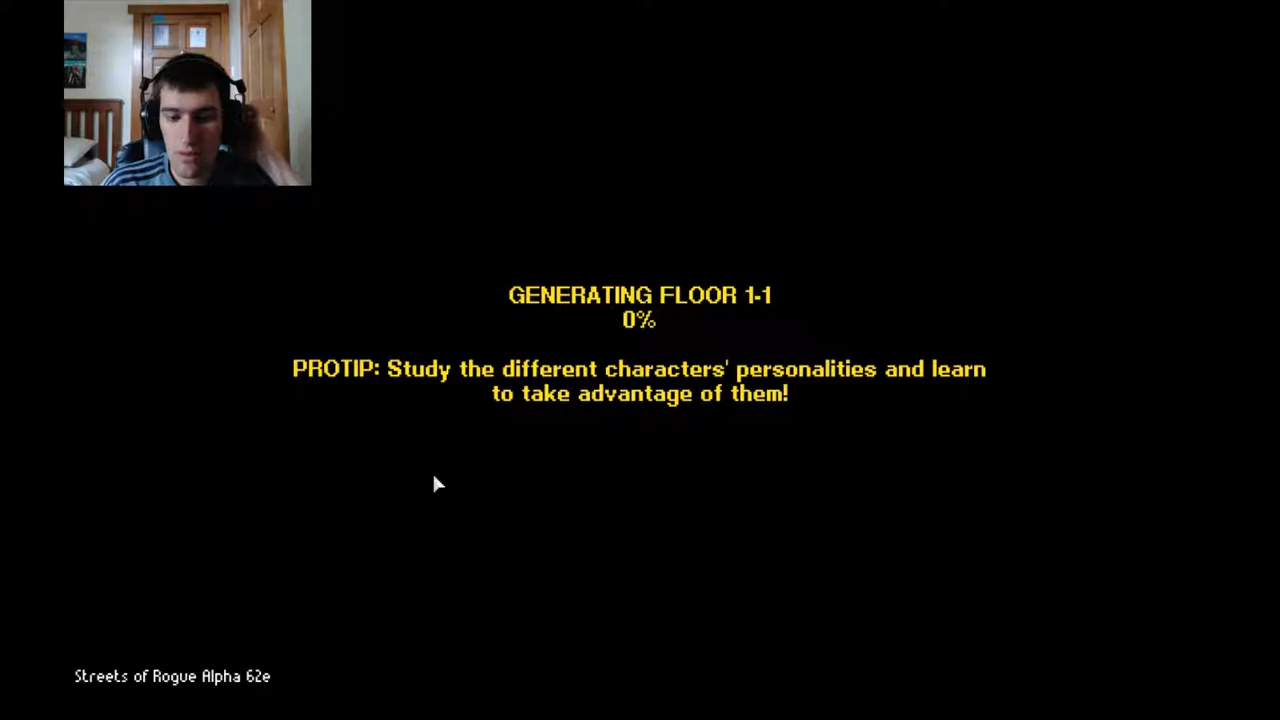 GENERATING FLOOR 1-1
0%
PROTIP: Study the different characters' personalities and learn
to take advantage of them!
Streets of Rogue Alpha 62e